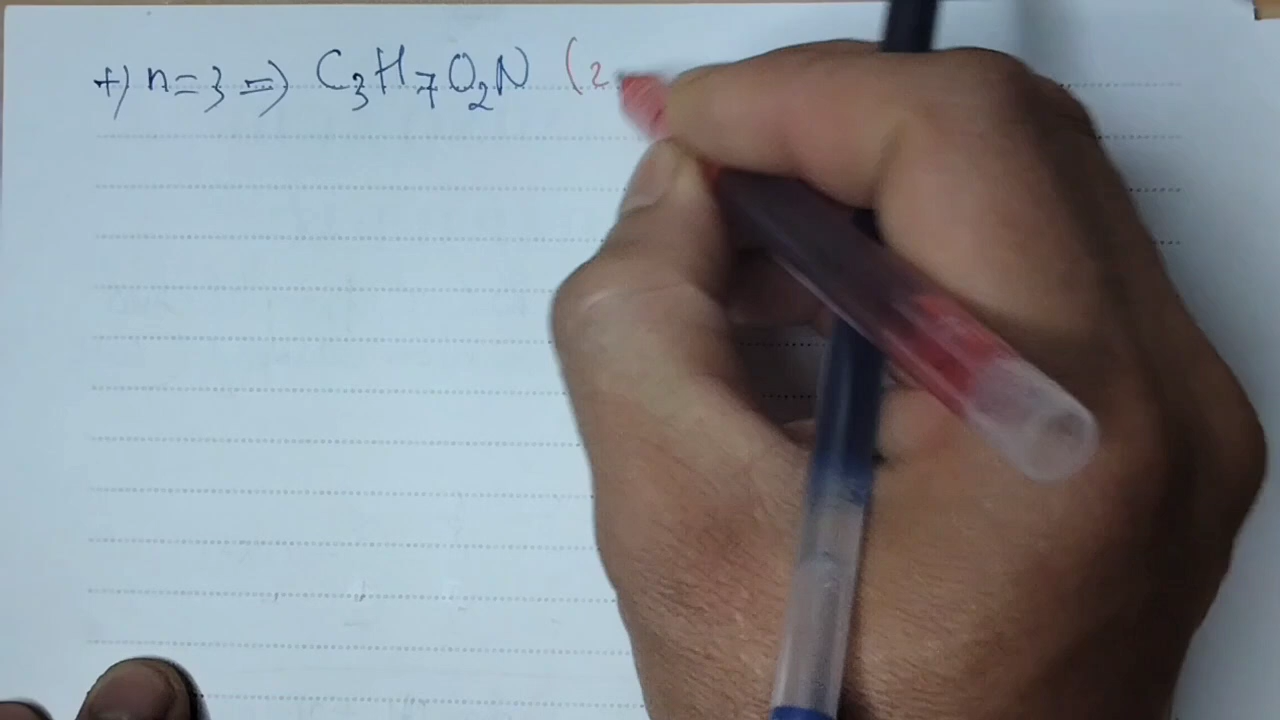 +) n=3 => C₃H₇O₂N (2